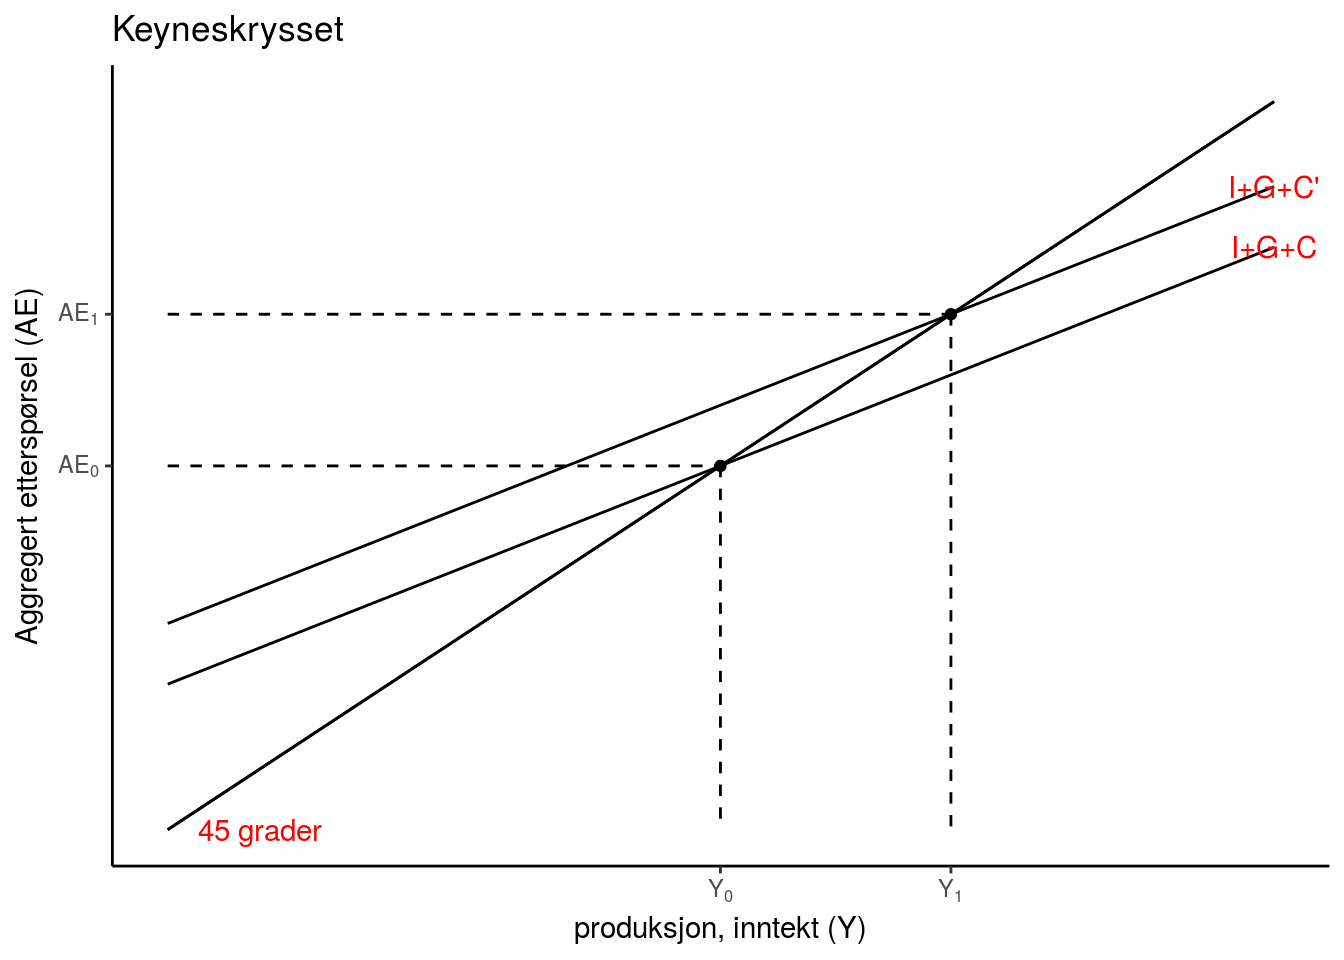 Keyneskrysset
Aggregert etterspørsel (AE)
AE₁
AE₀
I+G+C'
I+G+C
45 grader
Y₀
Y₁
produksjon, inntekt (Y)